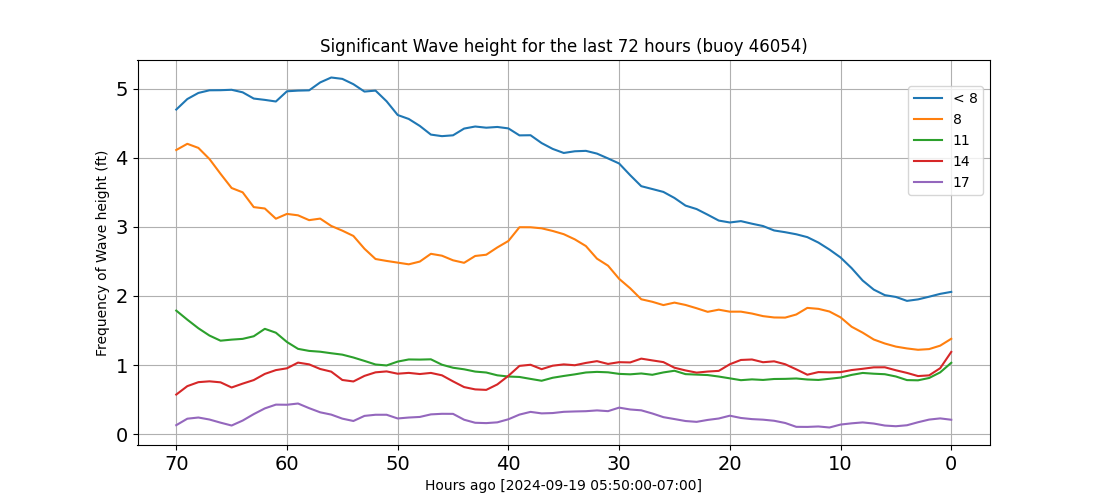 Significant Wave height for the last 72 hours (buoy 46054)
Frequency of Wave height (ft)
5
4
3
2
1
0
< 8
8
11
14
17
70 60 50 40 30 20 10 0
Hours ago [2024-09-19 05:50:00-07:00]